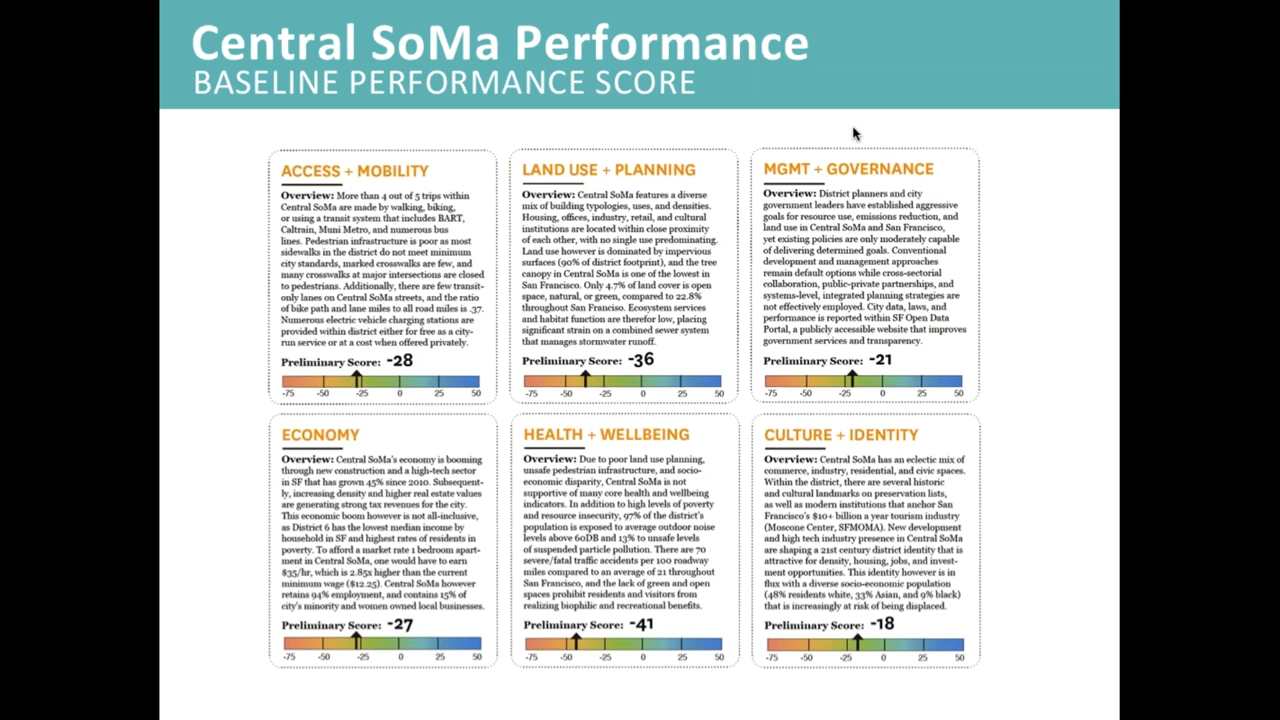 Central SoMa Performance
BASELINE PERFORMANCE SCORE
ACCESS + MOBILITY
Overview: More than 4 out of 5 trips within
Central SoMa are made by walking, biking,
or using a transit system that includes BART,
Caltrain, Muni Metro, and numerous bus
lines. Pedestrian infrastructure is poor as most
sidewalks in the district do not meet minimum
city standards, marked crosswalks are few, and
many crosswalks at major intersections are closed
to pedestrians. Additionally, there are few transit-
only lanes on Central SoMa streets, and the ratio
of bike path and lane miles to all road miles is .37.
Numerous electric vehicle charging stations are
provided within district either for free as a city-
run service or at a cost when offered privately.
Preliminary Score: -28
-75 -50 -25 0 25 50
LAND USE + PLANNING
Overview: Central SoMa features a diverse
mix of building typologies, uses, and densities.
Housing, offices, industry, retail, and cultural
institutions are located within close proximity
of each other, with no single use predominating.
Land use however is dominated by impervious
surfaces (90% of district footprint), and the tree
canopy in Central SoMa is one of the lowest in
San Francisco. Only 4.7% of land cover is open
space, natural, or green, compared to 22.8%
throughout San Franciso. Ecosystem services
and habitat function are therefor low, placing
significant strain on a combined sewer system
that manages stormwater runoff.
Preliminary Score: -36
-75 -50 -25 0 25 50
MGMT + GOVERNANCE
Overview: District planners and city
government leaders have established aggressive
goals for resource use, emissions reduction, and
land use in Central SoMa and San Francisco,
yet existing policies are only moderately capable
of delivering determined goals. Conventional
development and management approaches
remain default options while cross-sectorial
collaboration, public-private partnerships, and
systems-level, integrated planning strategies are
not effectively employed. City data, laws, and
performance is reported within SF Open Data
Portal, a publicly accessible website that improves
government services and transparency.
Preliminary Score: -21
-75 -50 -25 0 25 50
ECONOMY
Overview: Central SoMa's economy is booming
through new construction and a high-tech sector
in SF that has grown 45% since 2010. Subsequent-
ly, increasing density and higher real estate values
are generating strong tax revenues for the city.
This economic boom however is not all-inclusive,
as District 6 has the lowest median income by
household in SF and highest rates of residents in
poverty. To afford a market rate 1 bedroom apart-
ment in Central SoMa, one would have to earn
$35/hr, which is 2.85x higher than the current
minimum wage ($12.25). Central SoMa however
retains 94% employment, and contains 15% of
city's minority and women owned local businesses.
Preliminary Score: -27
-75 -50 -25 0 25 50
HEALTH + WELLBEING
Overview: Due to poor land use planning,
unsafe pedestrian infrastructure, and socio-
economic disparity, Central SoMa is not
supportive of many core health and wellbeing
indicators. In addition to high levels of poverty
and resource insecurity, 97% of the district's
population is exposed to average outdoor noise
levels above 60DB and 13% to unsafe levels
of suspended particle pollution. There are 70
severe/fatal traffic accidents per 100 roadway
miles compared to an average of 21 throughout
San Francisco, and the lack of green and open
spaces prohibit residents and visitors from
realizing biophilic and recreational benefits.
Preliminary Score: -41
-75 -50 -25 0 25 50
CULTURE + IDENTITY
Overview: Central SoMa has an eclectic mix of
commerce, industry, residential, and civic spaces.
Within the district, there are several historic
and cultural landmarks on preservation lists,
as well as modern institutions that anchor San
Francisco's $10+ billion a year tourism industry
(Moscone Center, SFMOMA). New development
and high tech industry presence in Central SoMa
are shaping a 21st century district identity that is
attractive for density, housing, jobs, and invest-
ment opportunities. This identity however is in
flux with a diverse socio-economic population
(48% residents white, 33% Asian, and 9% black)
that is increasingly at risk of being displaced.
Preliminary Score: -18
-75 -50 -25 0 25 50